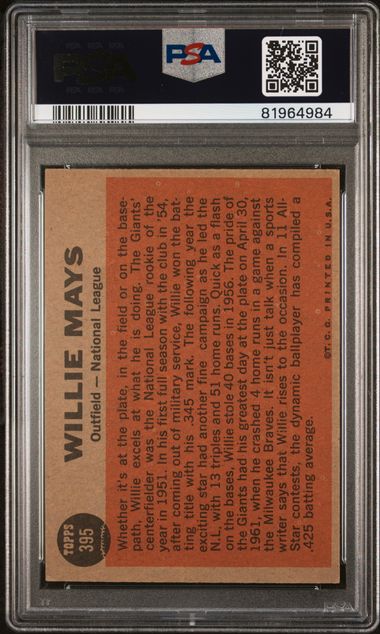 PSA
PSA
81964984
TOPPS
395
WILLIE MAYS
Outfield — National League
Whether it's at the plate, in the field or on the base-
path, Willie excels at what he is doing. The Giants'
centerfielder was the National League rookie of the
year in 1951. In his first full season with the club in '54,
after coming out of military service, Willie won the bat-
ting title with his .345 mark. The following year the
exciting star had another fine campaign as he led the
N.L. with 13 triples and 51 home runs. Quick as a flash
on the bases, Willie stole 40 bases in 1956. The pride of
the Giants had his greatest day at the plate on April 30,
1961, when he crashed 4 home runs in a game against
the Milwaukee Braves. It isn't just talk when a sports
writer says that Willie rises to the occasion. In 11 All-
Star contests, the dynamic ballplayer has compiled a
.425 batting average.
©T.C.G. PRINTED IN U.S.A.